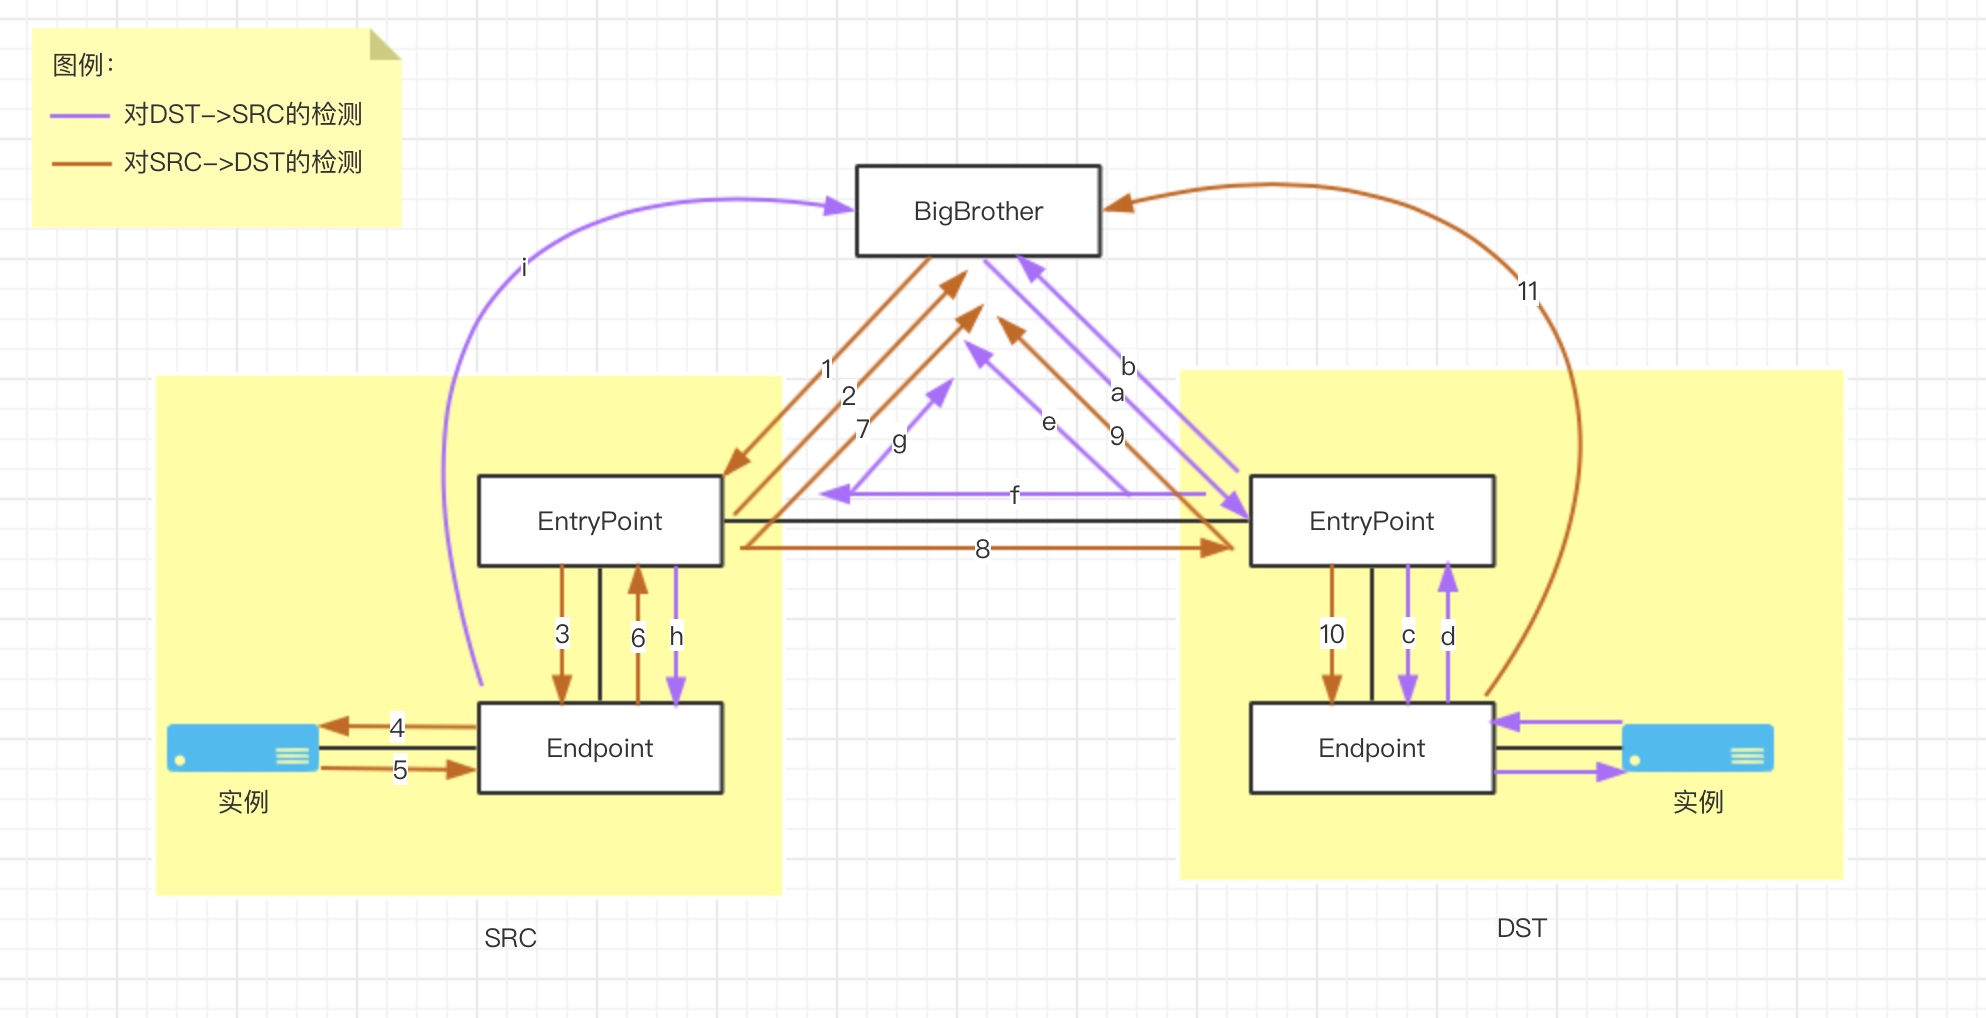 图例：
对DST->SRC的检测
对SRC->DST的检测
BigBrother
i
11
1
2
7
g
b
a
e
9
f
EntryPoint
EntryPoint
8
3
6
h
10
c
d
4
5
Endpoint
Endpoint
实例
实例
SRC
DST